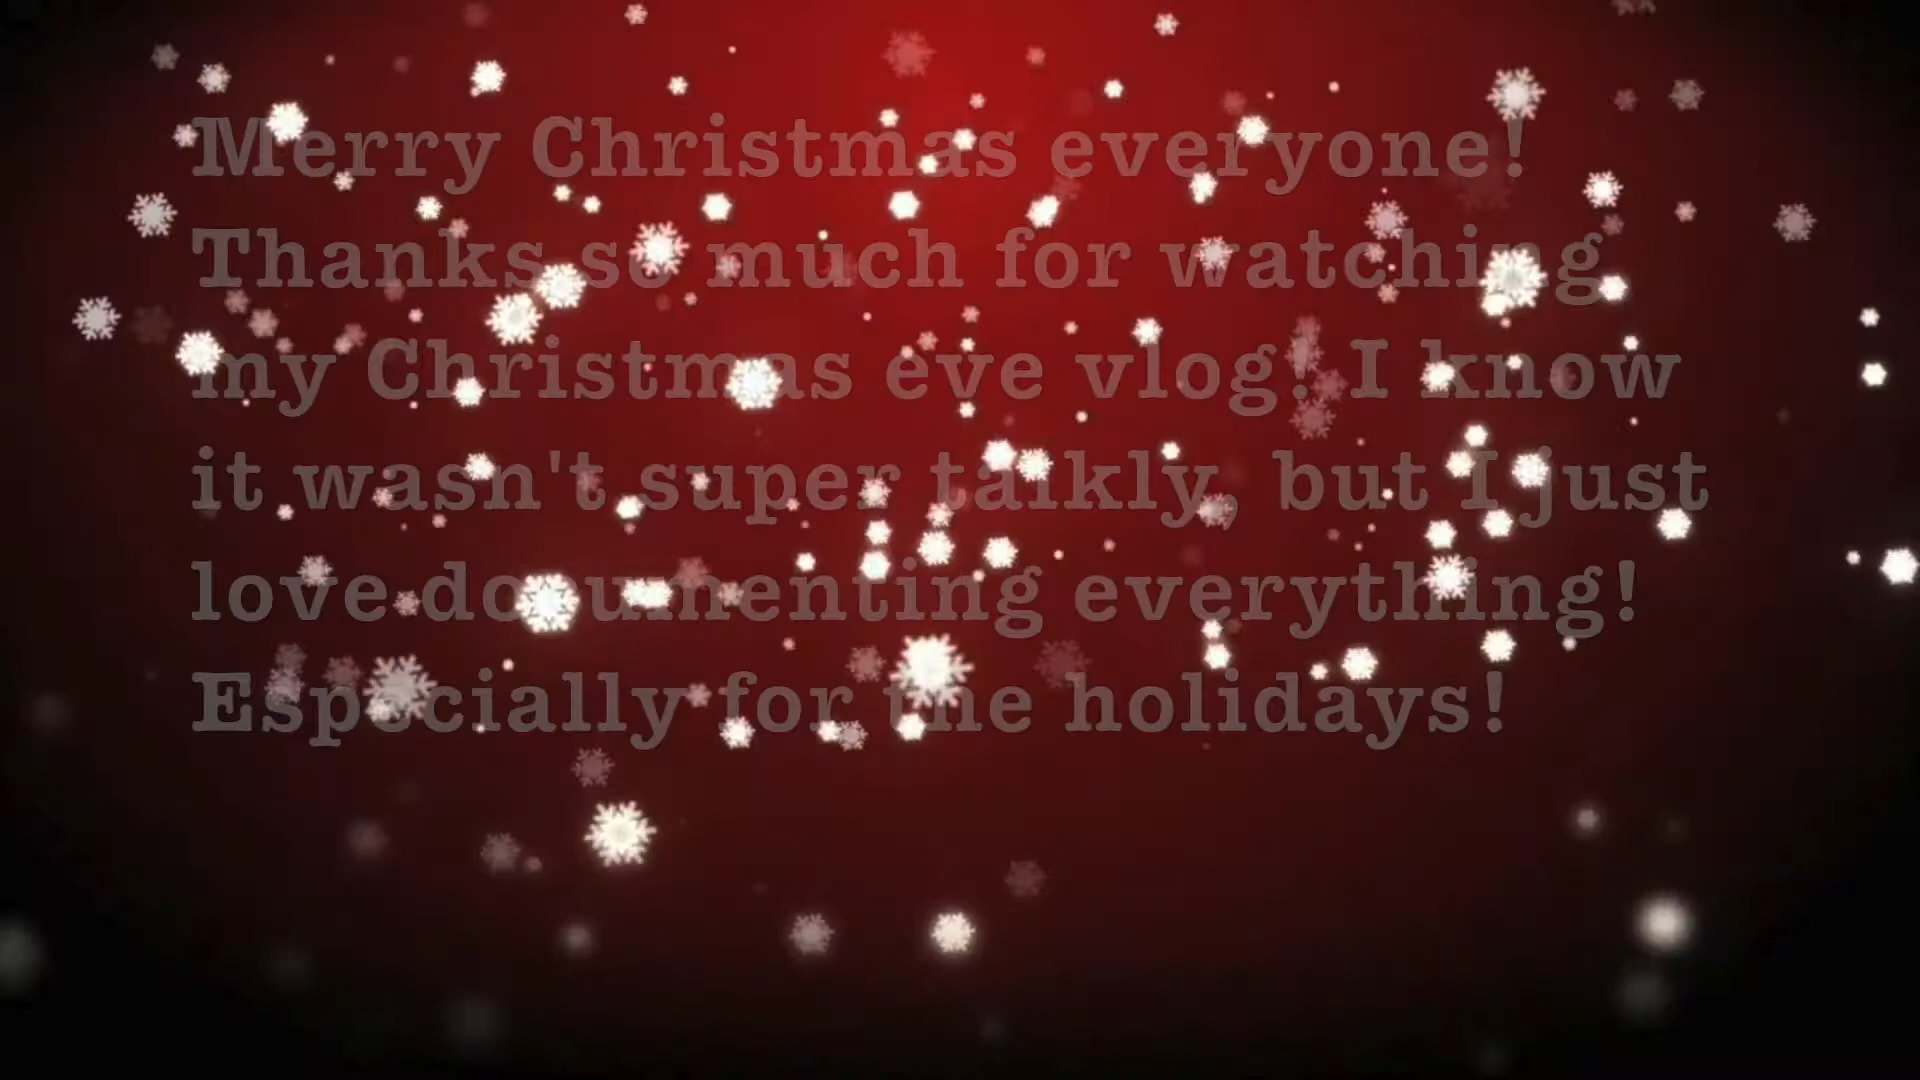 Merry Christmas everyone!
Thanks so much for watching
my Christmas eve vlog! I know
it wasn't super talkly, but I just
love documenting everything!
Especially for the holidays!